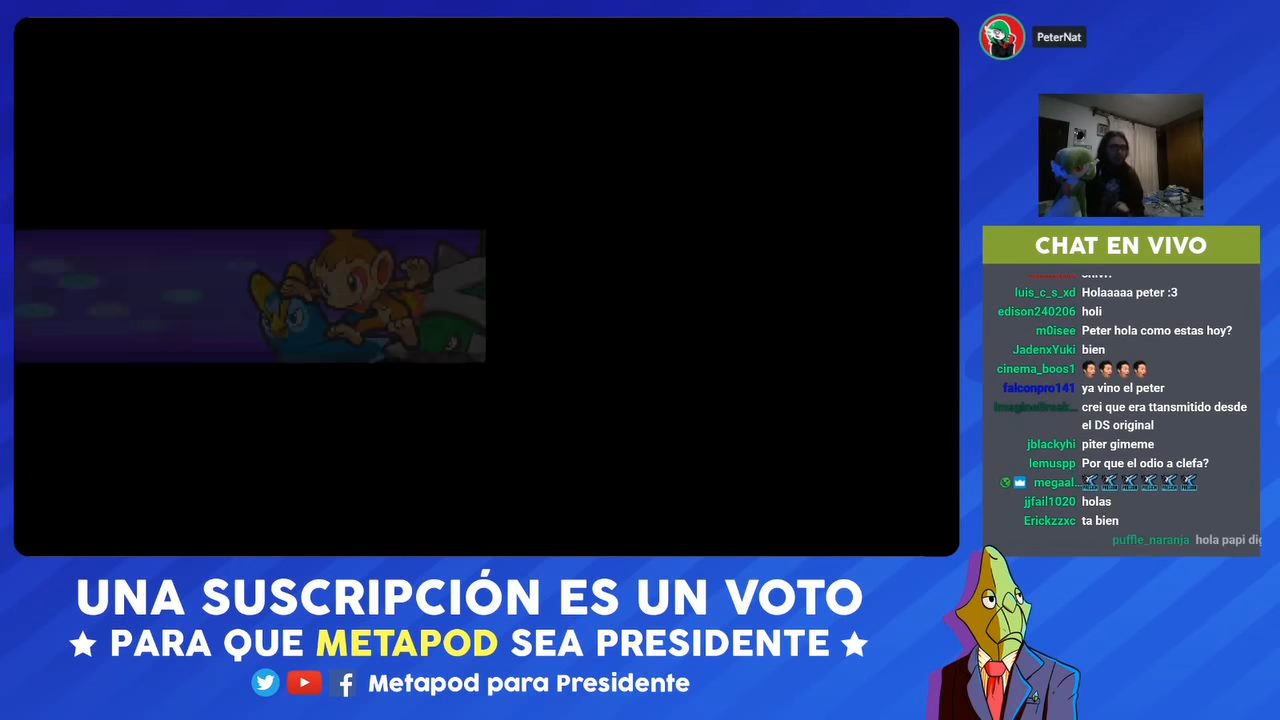 PeterNat
CHAT EN VIVO
luis_c_s_xd Holaaaaa peter :3
edison240206 holi
m0isee Peter hola como estas hoy?
JadenxYuki bien
cinema_boos1
falconpro141 ya vino el peter
crei que era ttansmitido desde
el DS original
jblackyhi piter gimeme
lemuspp Por que el odio a clefa?
megaal...
jjfail1020 holas
Erickzzxc ta bien
puffle_naranja hola papi dig
UNA SUSCRIPCIÓN ES UN VOTO
★ PARA QUE METAPOD SEA PRESIDENTE ★
Metapod para Presidente